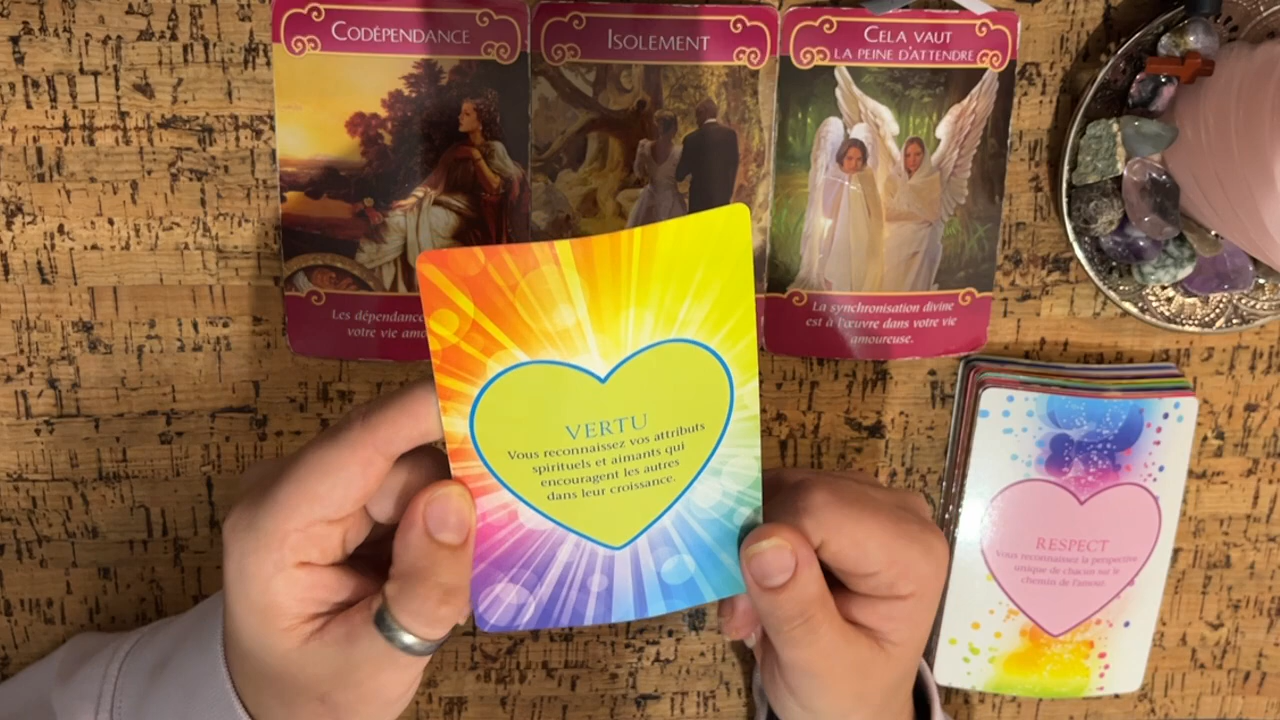 CODÉPENDANCE
ISOLEMENT
CELA VAUT
LA PEINE D'ATTENDRE
Les dépendance
votre vie
La synchronisation divine
est à l'œuvre dans votre vie
amoureuse.
VERTU
Vous reconnaissez vos attributs
spirituels et aimants qui
encouragent les autres
dans leur croissance.
RESPECT
Vous reconnaissez la perspective
unique de chacun sur le
chemin de l'amour.